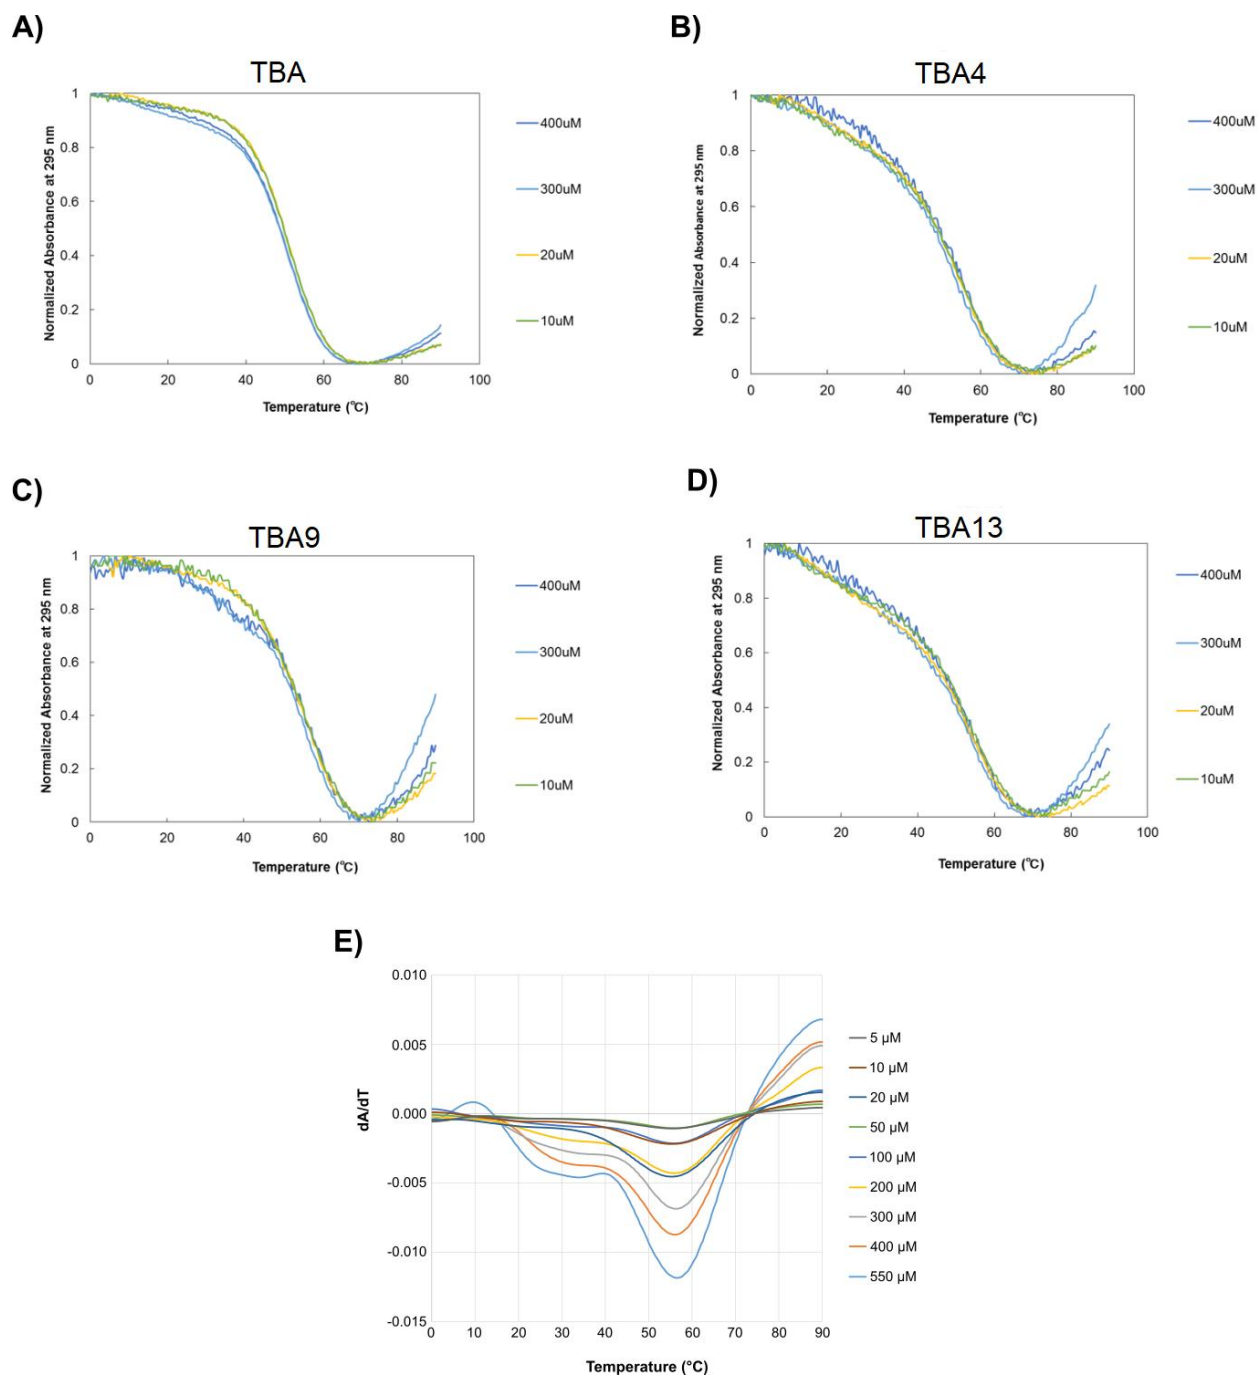 A)
TBA
Normalized Absorbance at 295 nm
1
0.8
0.6
0.4
0.2
0
0
20
40
60
80
100
Temperature (℃)
400uM
300uM
20uM
10uM
B)
TBA4
Normalized Absorbance at 295 nm
1
0.8
0.6
0.4
0.2
0
0
20
40
60
80
100
Temperature (℃)
400uM
300uM
20uM
10uM
C)
TBA9
Normalized Absorbance at 295 nm
1
0.8
0.6
0.4
0.2
0
0
20
40
60
80
100
Temperature (℃)
400uM
300uM
20uM
10uM
D)
TBA13
Normalized Absorbance at 295 nm
1
0.8
0.6
0.4
0.2
0
0
20
40
60
80
100
Temperature (℃)
400uM
300uM
20uM
10uM
E)
dA/dT
0.010
0.005
0.000
-0.005
-0.010
-0.015
0
10
20
30
40
50
60
70
80
90
Temperature (°C)
5 µM
10 µM
20 µM
50 µM
100 µM
200 µM
300 µM
400 µM
550 µM